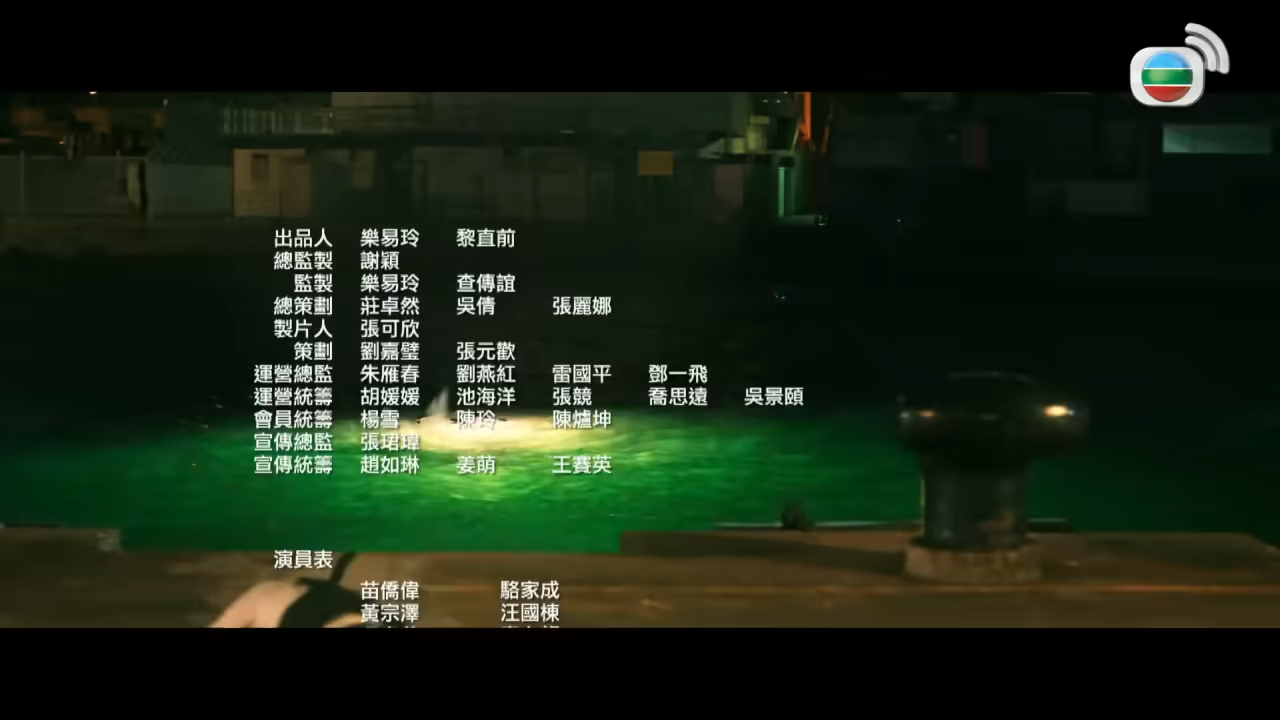 出品人 樂易玲 黎直前
總監製 謝穎
監製 樂易玲 查傳誼
總策劃 莊卓然 吳倩 張麗娜
製片人 張可欣
策劃 劉嘉璧 張元歡
運營總監 朱雁春 劉燕紅 雷國平 鄧一飛
運營統籌 胡媛媛 池海洋 張競 喬思遠 吳景頤
會員統籌 楊雪 陳玲 陳爐坤
宣傳總監 張珺瑋
宣傳統籌 趙如琳 姜萌 王賽英
演員表
苗僑偉 駱家成
黃宗澤 汪國棟